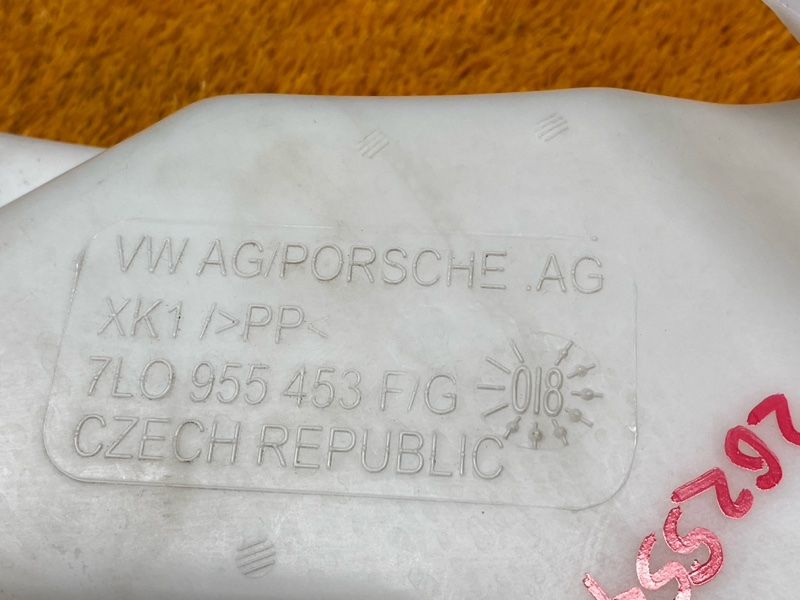 VW AG/PORSCHE .AG
XK1 />PP<
7L0 955 453 F/G
018
CZECH REPUBLIC